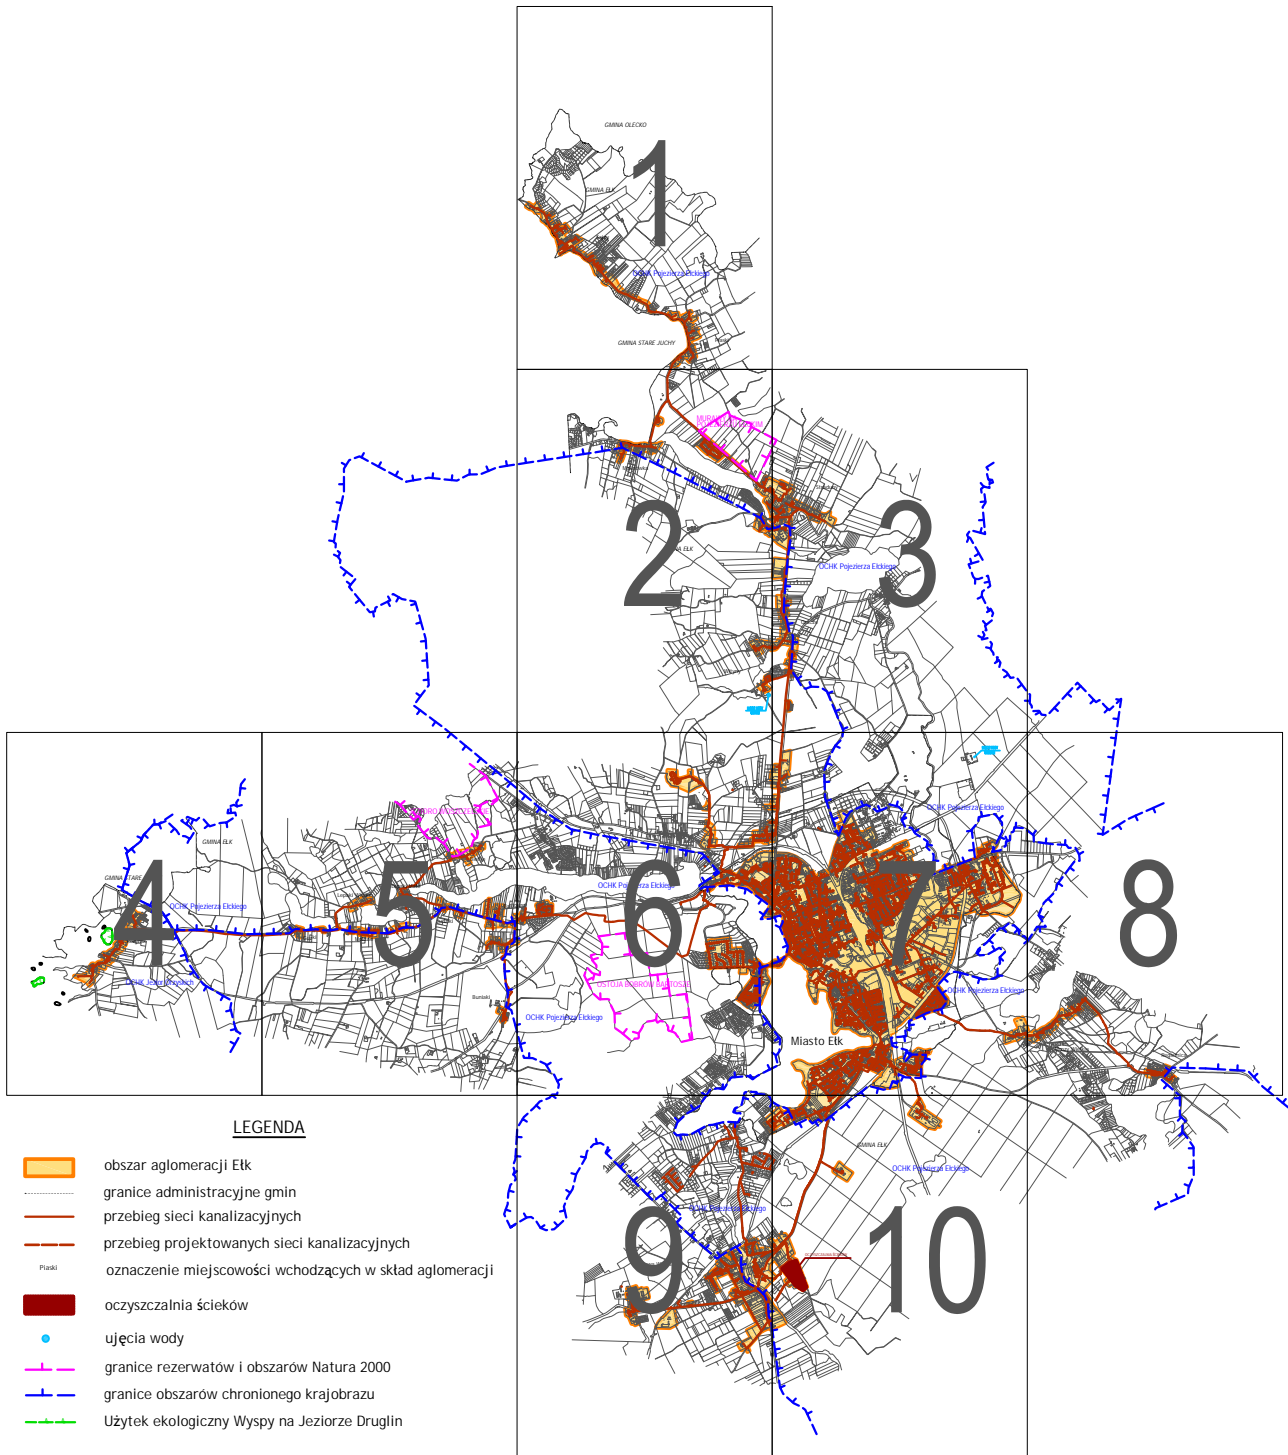 GMINA OLECKO
1
GMINA EŁK
OCHK Pojezierza Ełckiego
GMINA STARE JUCHY
2
3
OCHK Pojezierza Ełckiego
GMINA EŁK
OCHK Pojezierza Ełckiego
GMINA STARE
4
5
6
7
8
OCHK Pojezierza Ełckiego
OCHK Pojezierza Ełckiego
OSTOJA BOBRÓW BARTOSZE
OCHK Pojezierza Ełckiego
Buniaki
OCHK Pojezierza Ełckiego
Miasto Ełk
GMINA EŁK
OCHK Pojezierza Ełckiego
OCHK Pojezierza Ełckiego
9
10
LEGENDA
obszar aglomeracji Ełk
granice administracyjne gmin
przebieg sieci kanalizacyjnych
przebieg projektowanych sieci kanalizacyjnych
Piaski
oznaczenie miejscowości wchodzących w skład aglomeracji
oczyszczalnia ścieków
ujęcia wody
granice rezerwatów i obszarów Natura 2000
granice obszarów chronionego krajobrazu
Użytek ekologiczny Wyspy na Jeziorze Druglin